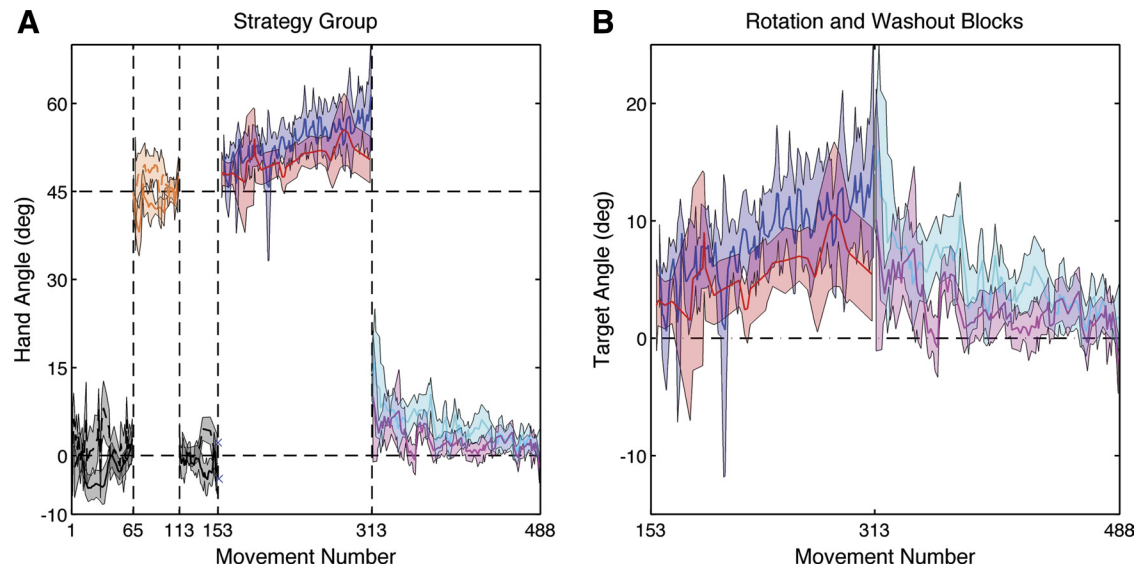 A
Strategy Group
Hand Angle (deg)
60
45
30
15
0
-10
1
65
113
153
313
488
Movement Number
B
Rotation and Washout Blocks
Target Angle (deg)
20
10
0
-10
153
313
488
Movement Number